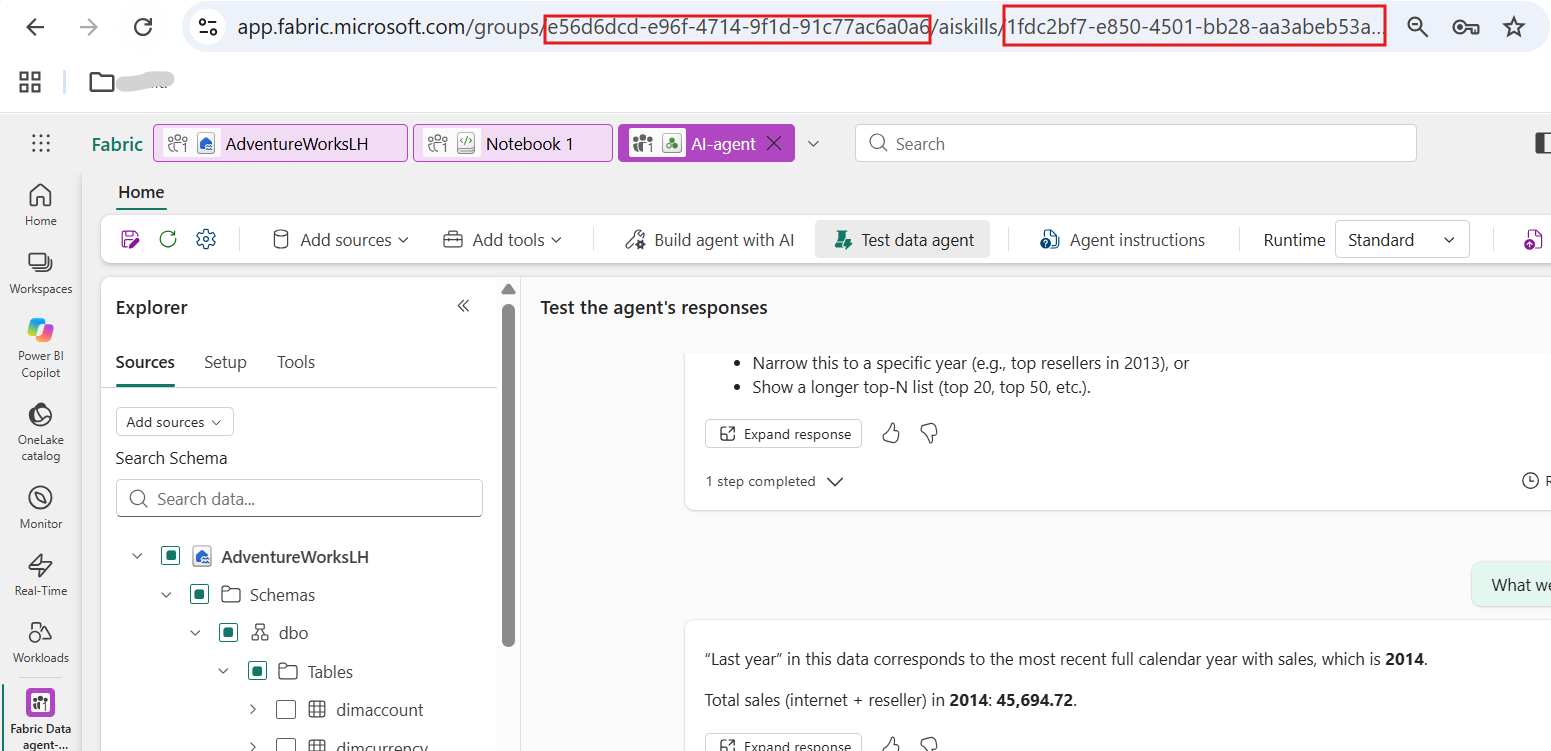 app.fabric.microsoft.com/groups/e56d6dcd-e96f-4714-9f1d-91c77ac6a0a6/aiskills/1fdc2bf7-e850-4501-bb28-aa3abeb53a...
Fabric
AdventureWorksLH
Notebook 1
AI-agent
Search
Home
Add sources
Add tools
Build agent with AI
Test data agent
Agent instructions
Runtime
Standard
Home
Workspaces
Power BI
Copilot
OneLake
catalog
Monitor
Real-Time
Workloads
Fabric Data
agent-...
Explorer
Sources
Setup
Tools
Add sources
Search Schema
Search data...
AdventureWorksLH
Schemas
dbo
Tables
dimaccount
dimcurrency
Test the agent's responses
• Narrow this to a specific year (e.g., top resellers in 2013), or
• Show a longer top-N list (top 20, top 50, etc.).
Expand response
1 step completed
What
“Last year” in this data corresponds to the most recent full calendar year with sales, which is 2014.
Total sales (internet + reseller) in 2014: 45,694.72.
Expand response